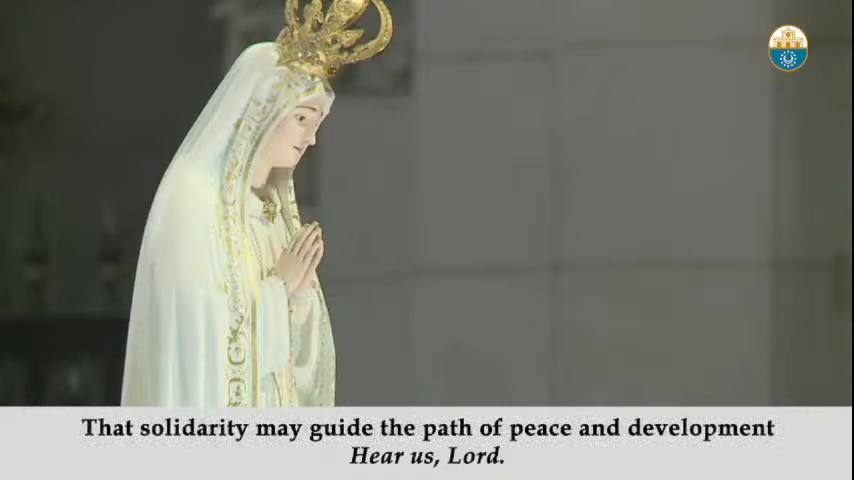 That solidarity may guide the path of peace and development
Hear us, Lord.